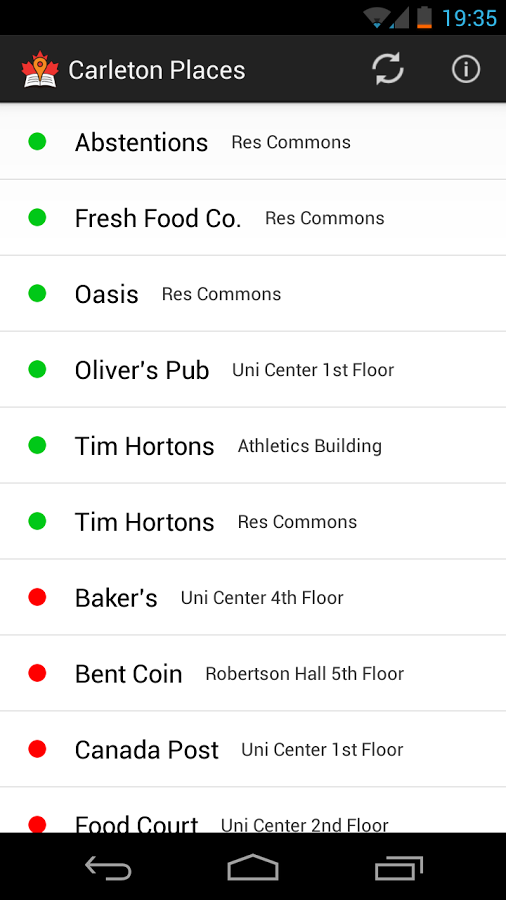 19:35
Carleton Places
Abstentions Res Commons
Fresh Food Co. Res Commons
Oasis Res Commons
Oliver's Pub Uni Center 1st Floor
Tim Hortons Athletics Building
Tim Hortons Res Commons
Baker's Uni Center 4th Floor
Bent Coin Robertson Hall 5th Floor
Canada Post Uni Center 1st Floor
Food Court Uni Center 2nd Floor